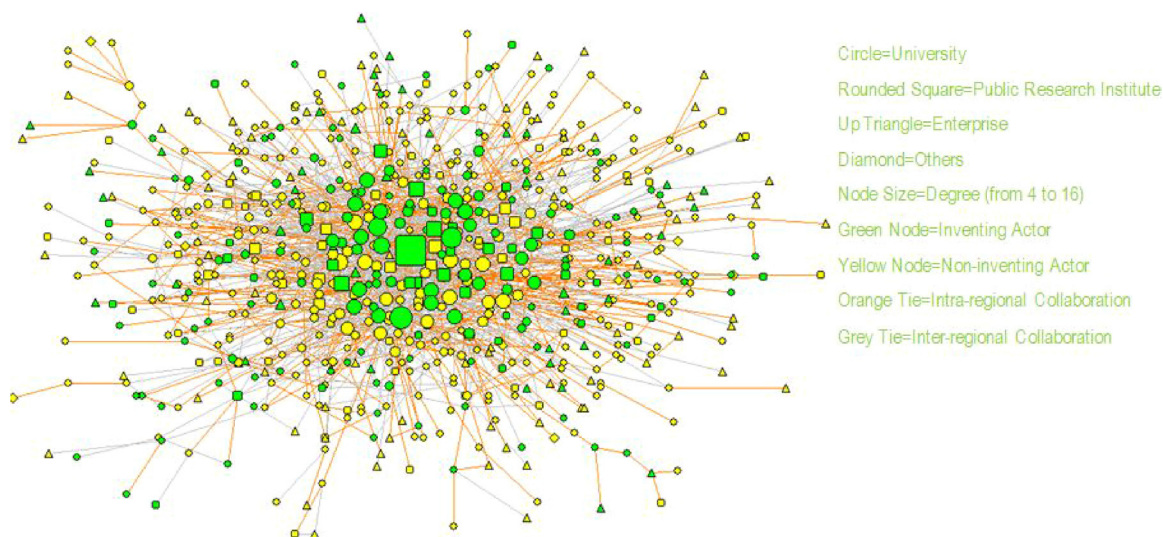 Circle=University
Rounded Square=Public Research Institute
Up Triangle=Enterprise
Diamond=Others
Node Size=Degree (from 4 to 16)
Green Node=Inventing Actor
Yellow Node=Non-inventing Actor
Orange Tie=Intra-regional Collaboration
Grey Tie=Inter-regional Collaboration